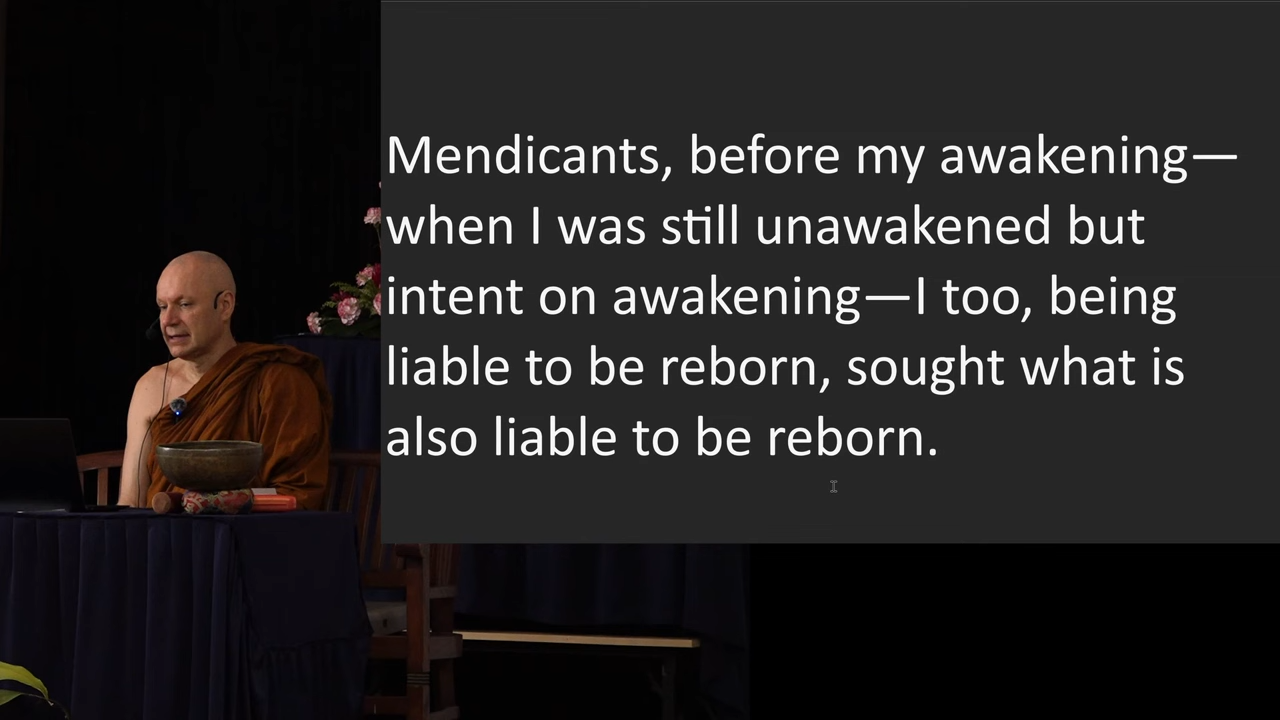 Mendicants, before my awakening—
when I was still unawakened but
intent on awakening—I too, being
liable to be reborn, sought what is
also liable to be reborn.